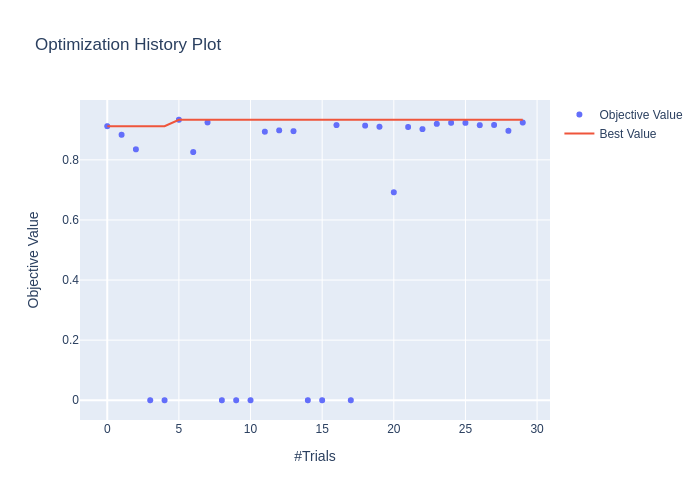 Optimization History Plot
Objective Value
Best Value
0.8
0.6
0.4
0.2
0
Objective Value
0 5 10 15 20 25 30
#Trials